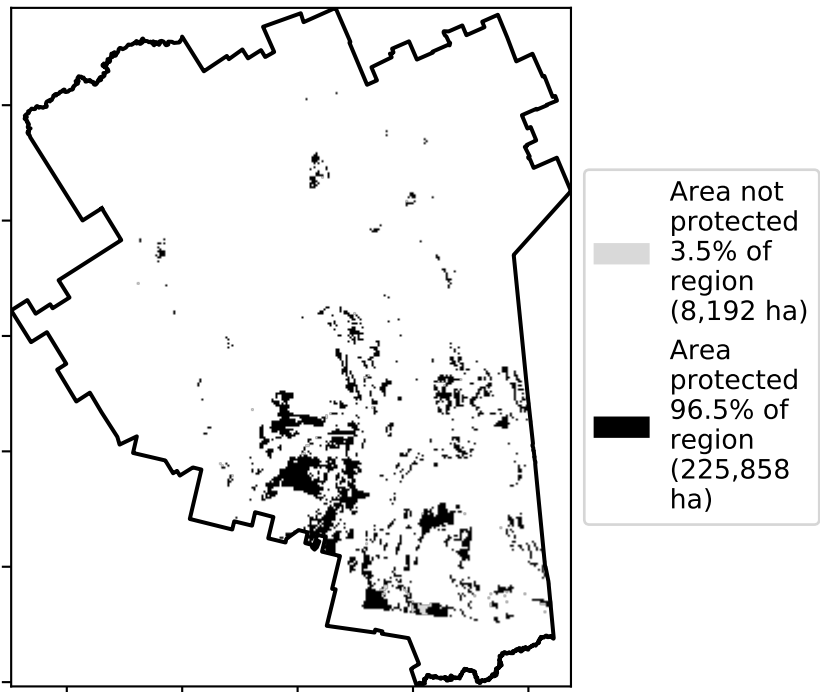 Area not
protected
3.5% of
region
(8,192 ha)
Area
protected
96.5% of
region
(225,858
ha)